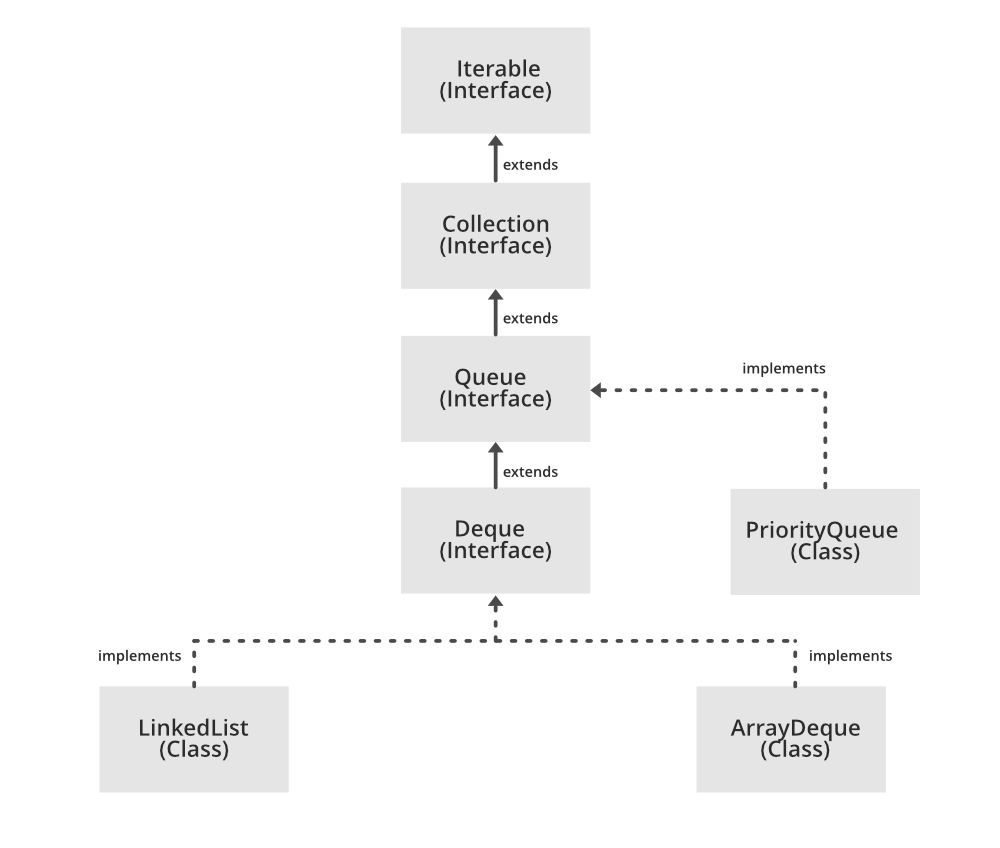 Iterable
(Interface)
extends
Collection
(Interface)
extends
Queue
(Interface)
implements
extends
Deque
(Interface)
PriorityQueue
(Class)
implements
implements
LinkedList
(Class)
ArrayDeque
(Class)